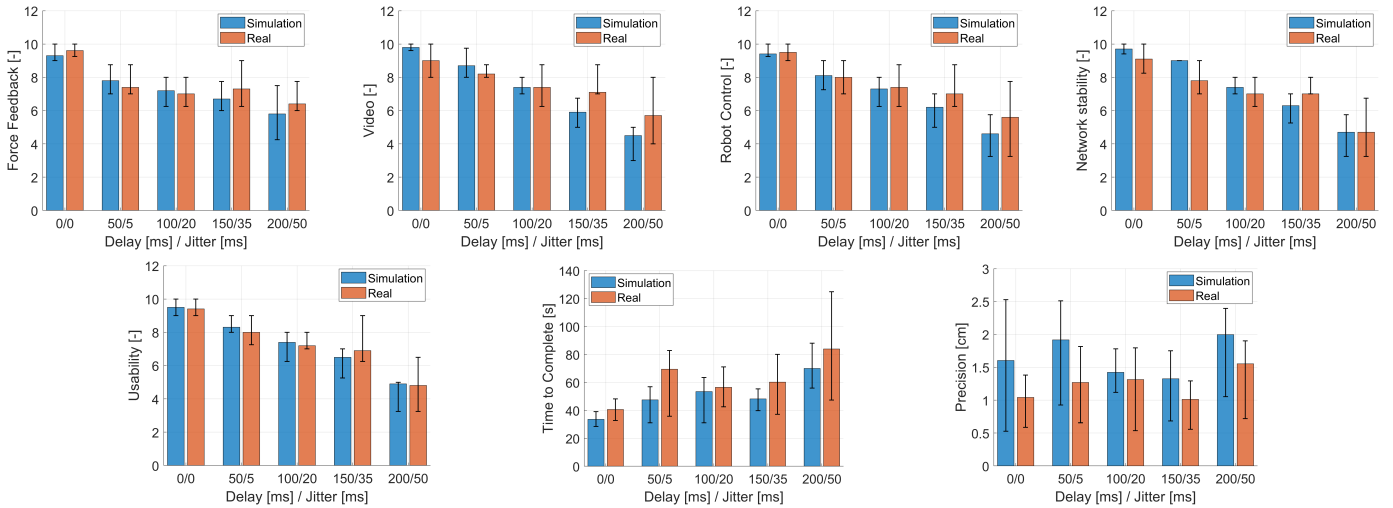 Force Feedback [-]
12
10
8
6
4
2
0
Simulation
Real
0/0 50/5 100/20 150/35 200/50
Delay [ms] / Jitter [ms]
Video [-]
12
10
8
6
4
2
0
Simulation
Real
0/0 50/5 100/20 150/35 200/50
Delay [ms] / Jitter [ms]
Robot Control [-]
12
10
8
6
4
2
0
Simulation
Real
0/0 50/5 100/20 150/35 200/50
Delay [ms] / Jitter [ms]
Network stability [-]
12
10
8
6
4
2
0
Simulation
Real
0/0 50/5 100/20 150/35 200/50
Delay [ms] / Jitter [ms]
Usability [-]
12
10
8
6
4
2
0
Simulation
Real
0/0 50/5 100/20 150/35 200/50
Delay [ms] / Jitter [ms]
Time to Complete [s]
140
120
100
80
60
40
20
0
Simulation
Real
0/0 50/5 100/20 150/35 200/50
Delay [ms] / Jitter [ms]
Precision [cm]
3
2.5
2
1.5
1
0.5
0
Simulation
Real
0/0 50/5 100/20 150/35 200/50
Delay [ms] / Jitter [ms]